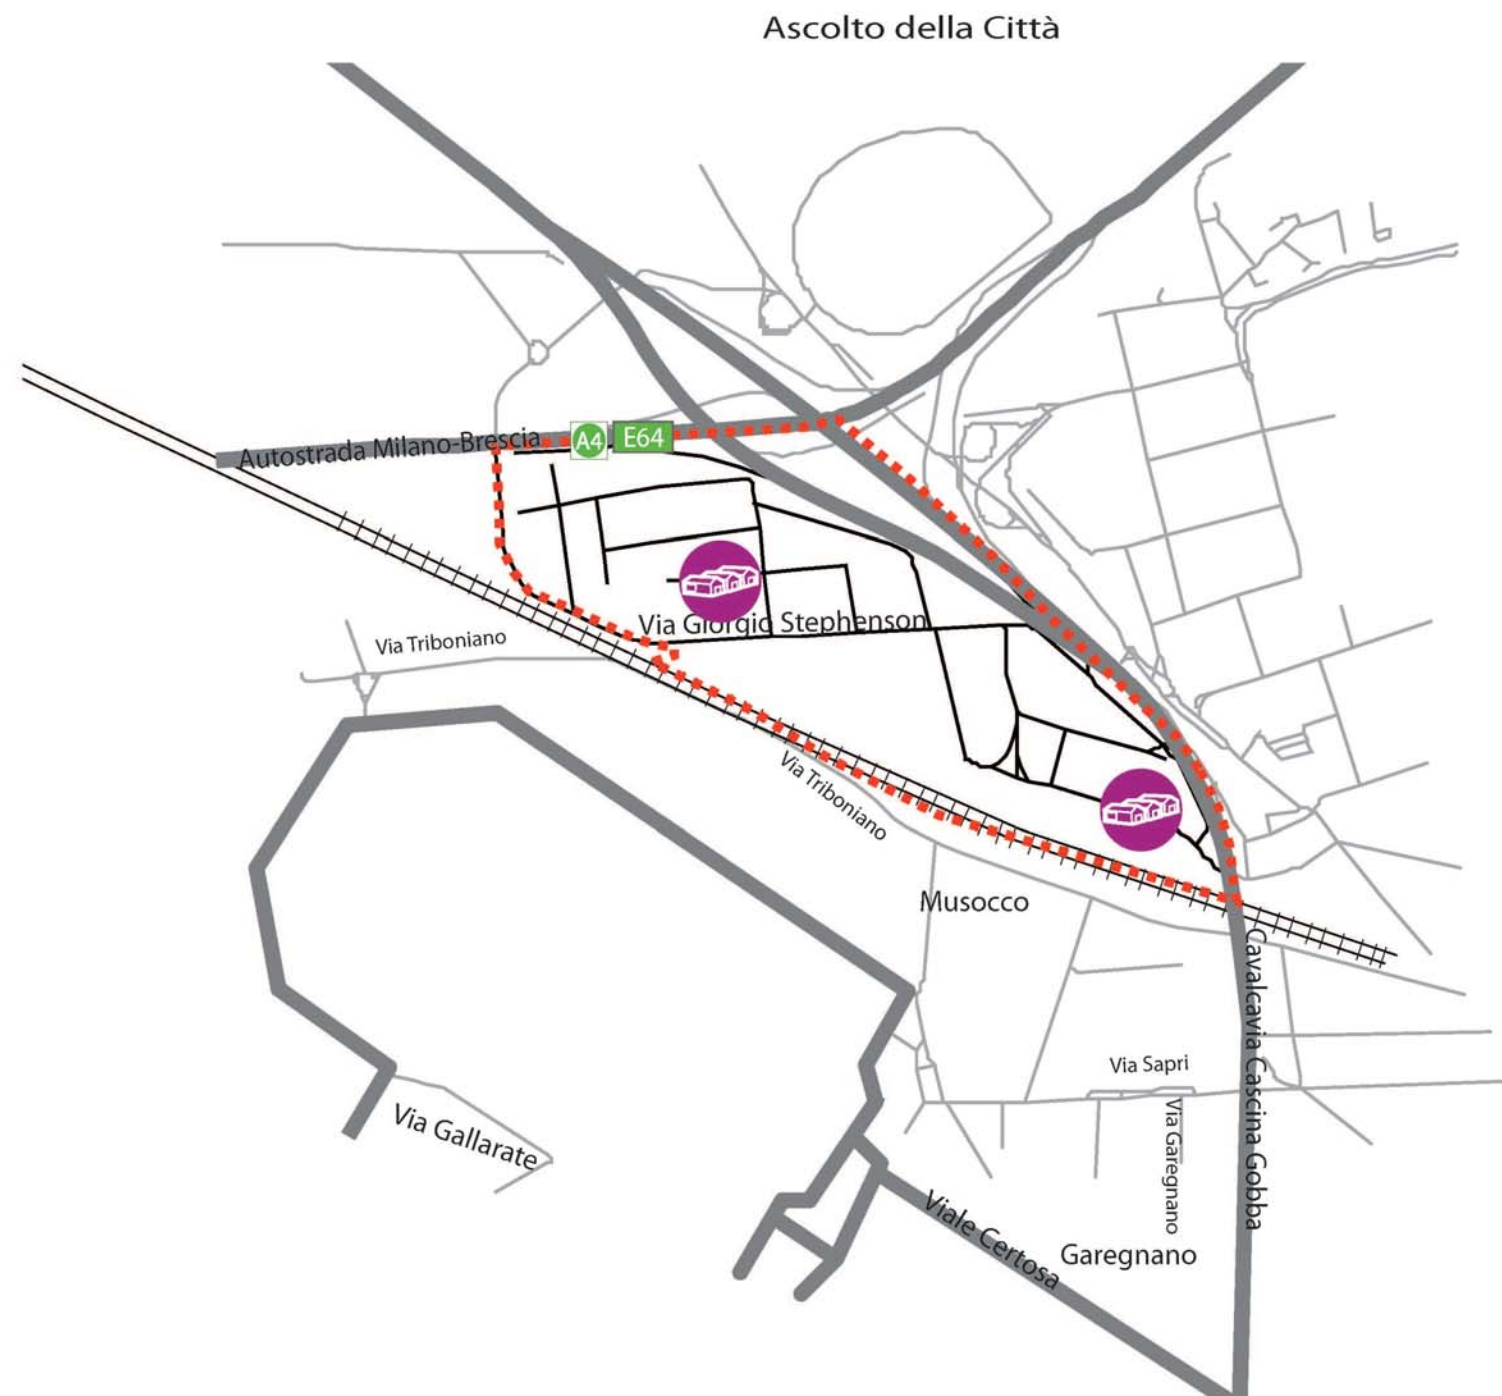 Ascolto della Città
Autostrada Milano-Brescia
A4
E64
Via Giorgio Stephenson
Via Triboniano
Via Triboniano
Musocco
Cavalcavia Cascina Gobba
Via Sapri
Via Garegnano
Via Gallarate
Viale Certosa
Garegnano